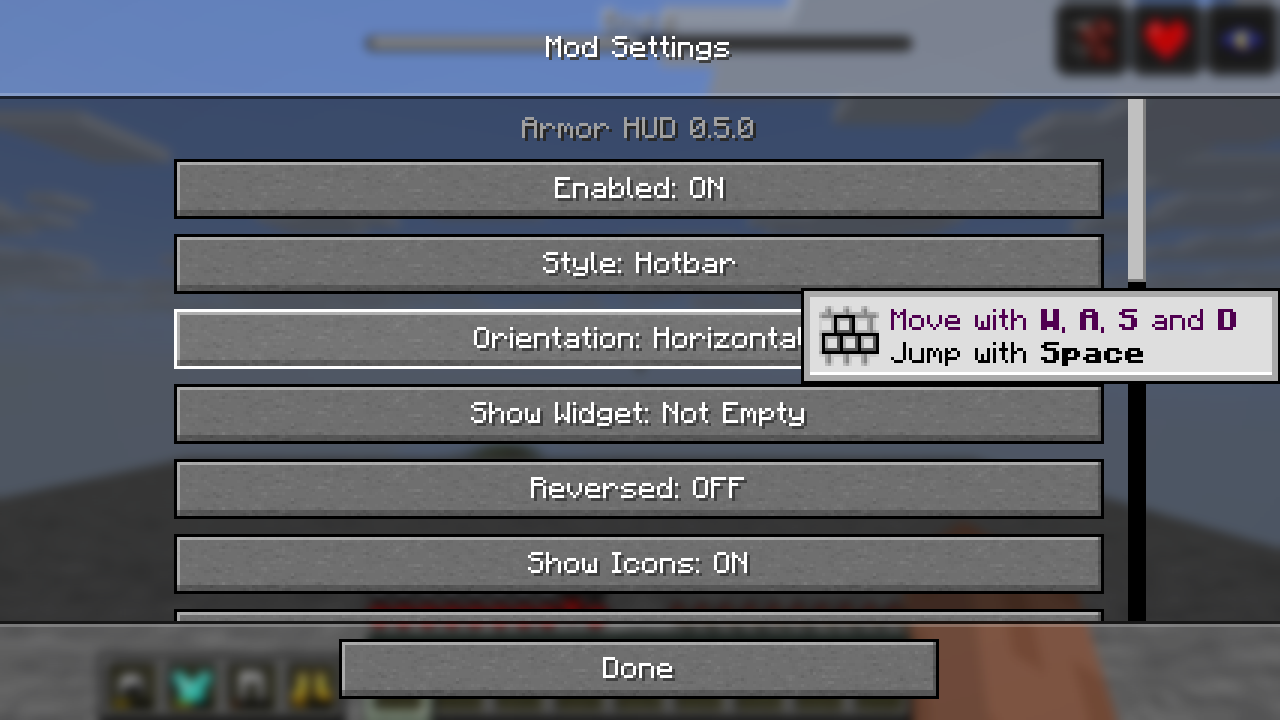 Mod Settings
Armor HUD 0.5.0
Enabled: ON
Style: Hotbar
Orientation: Horizontal
Move with W, A, S and D
Jump with Space
Show Widget: Not Empty
Reversed: OFF
Show Icons: ON
Done